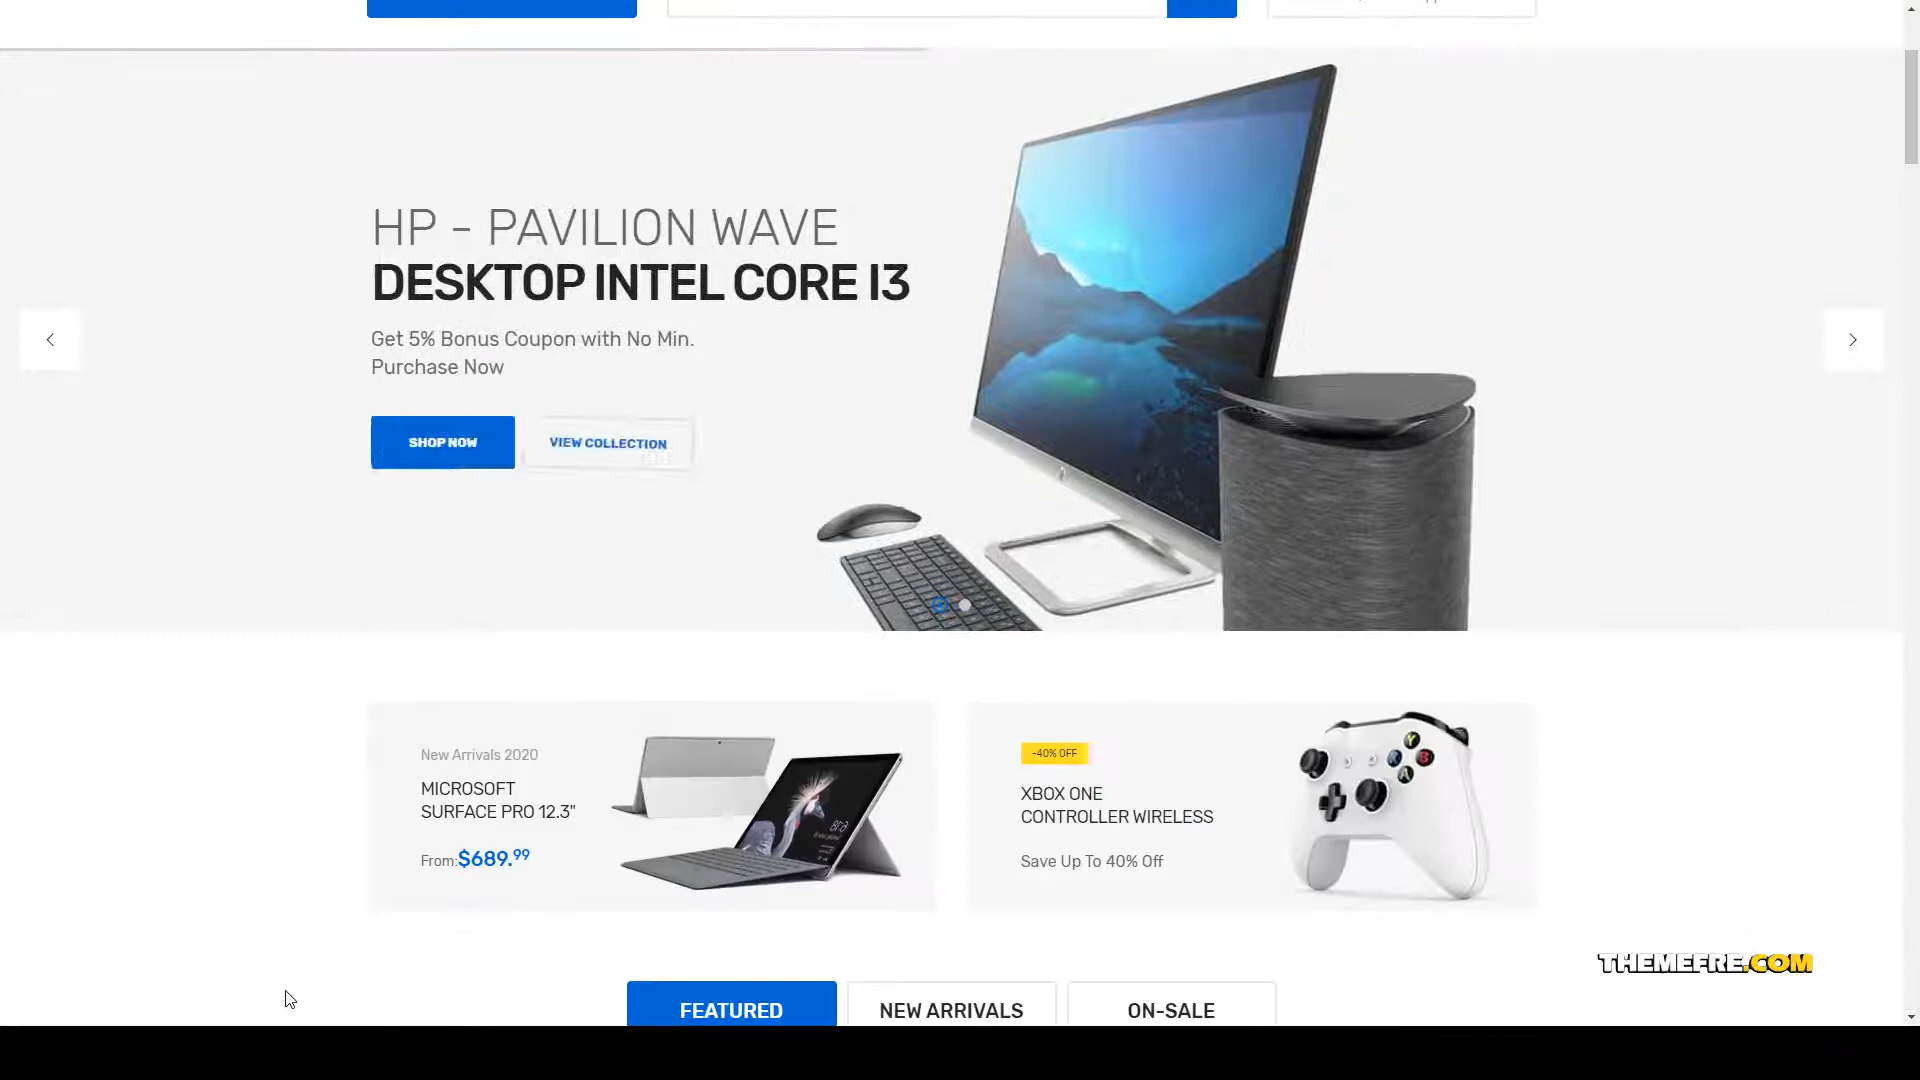 HP - PAVILION WAVE
DESKTOP INTEL CORE I3
Get 5% Bonus Coupon with No Min.
Purchase Now
SHOP NOW
VIEW COLLECTION
New Arrivals 2020
MICROSOFT
SURFACE PRO 12.3"
From:$689.99
-40% OFF
XBOX ONE
CONTROLLER WIRELESS
Save Up To 40% Off
Y
X
B
A
THEMEFRE.COM
FEATURED
NEW ARRIVALS
ON-SALE